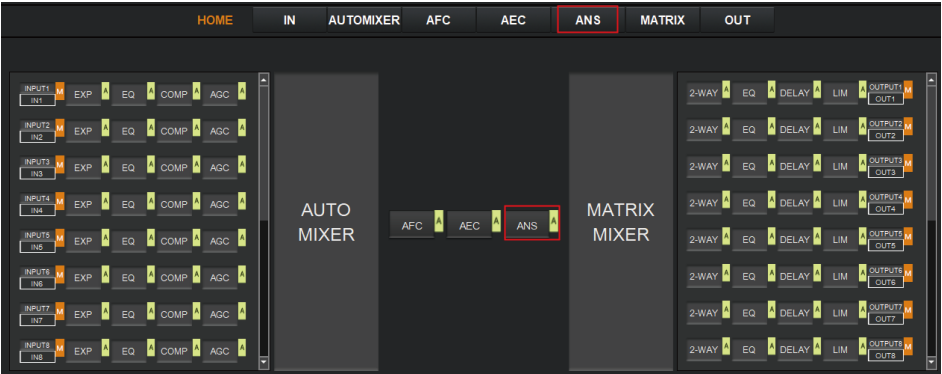 HOME IN AUTOMIXER AFC AEC ANS MATRIX OUT
INPUT1 M EXP A EQ A COMP A AGC A
IN1
INPUT2 M EXP A EQ A COMP A AGC A
IN2
INPUT3 M EXP A EQ A COMP A AGC A
IN3
INPUT4 M EXP A EQ A COMP A AGC A
IN4
INPUT5 M EXP A EQ A COMP A AGC A
IN5
INPUT6 M EXP A EQ A COMP A AGC A
IN6
INPUT7 M EXP A EQ A COMP A AGC A
IN7
INPUT8 M EXP A EQ A COMP A AGC A
IN8
AUTO
MIXER
AFC A AEC A ANS A
MATRIX
MIXER
2-WAY A EQ A DELAY A LIM A OUTPUT1 M
OUT1
2-WAY A EQ A DELAY A LIM A OUTPUT2 M
OUT2
2-WAY A EQ A DELAY A LIM A OUTPUT3 M
OUT3
2-WAY A EQ A DELAY A LIM A OUTPUT4 M
OUT4
2-WAY A EQ A DELAY A LIM A OUTPUT5 M
OUT5
2-WAY A EQ A DELAY A LIM A OUTPUT6 M
OUT6
2-WAY A EQ A DELAY A LIM A OUTPUT7 M
OUT7
2-WAY A EQ A DELAY A LIM A OUTPUT8 M
OUT8